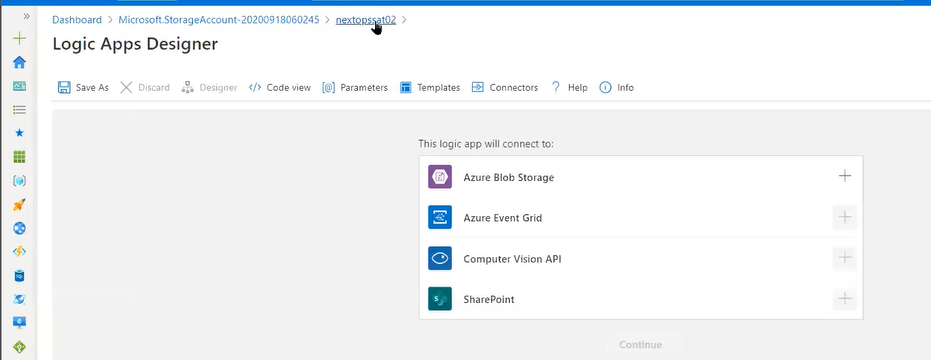 » Dashboard > Microsoft.StorageAccount-20200918060245 > nextopssat02 >
Logic Apps Designer
Save As Discard Designer </> Code view [@] Parameters Templates Connectors ? Help Info
This logic app will connect to:
Azure Blob Storage
Azure Event Grid
Computer Vision API
SharePoint
Continue